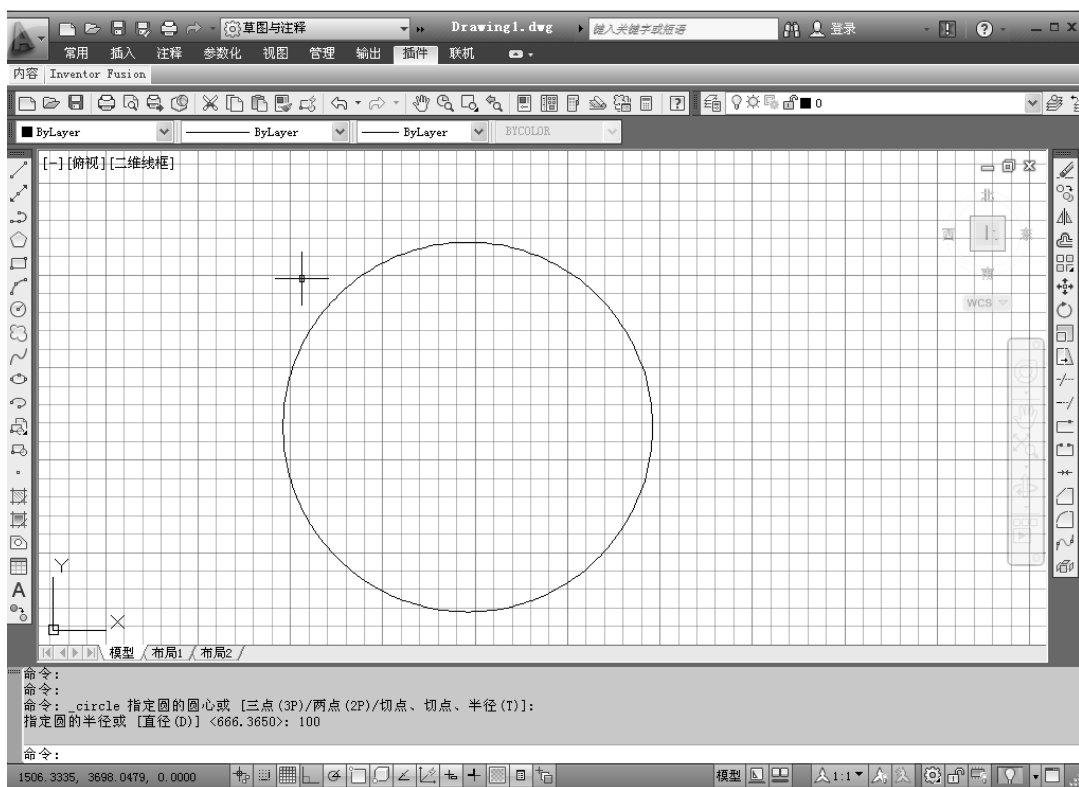 草图与注释 Drawing1.dwg 键入关键字或短语 登录
常用 插入 注释 参数化 视图 管理 输出 插件 联机
内容 Inventor Fusion
0
ByLayer ByLayer ByLayer BYCOLOR
[-][俯视][二维线框]
北
西 东
南
WCS
Y
X
A
模型 布局1 布局2
命令:
命令:
命令: _circle 指定圆的圆心或 [三点(3P)/两点(2P)/切点、切点、半径(T)]:
指定圆的半径或 [直径(D)] <666.3650>: 100
命令:
1506.3335, 3698.0479, 0.0000 模型 1:1